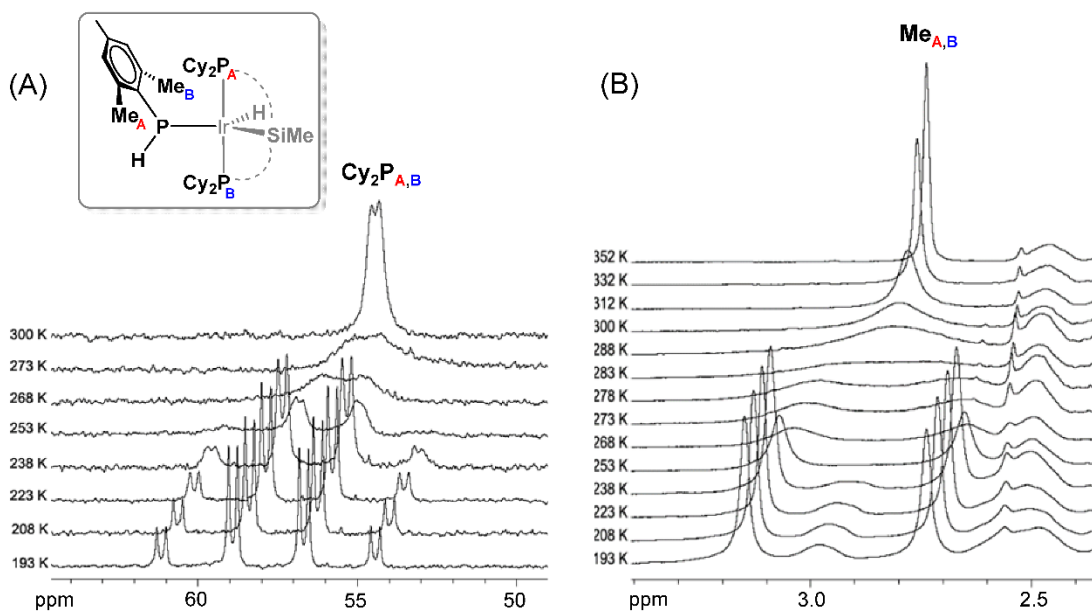 (A)
Cy₂P_A
Me_B
H
Me_A
P
Ir
SiMe
H
Cy₂P_B
Cy₂P_A,B
300 K
273 K
268 K
253 K
238 K
223 K
208 K
193 K
ppm
60
55
50
(B)
Me_A,B
352 K
332 K
312 K
300 K
288 K
283 K
278 K
273 K
268 K
253 K
238 K
223 K
208 K
193 K
ppm
3.0
2.5